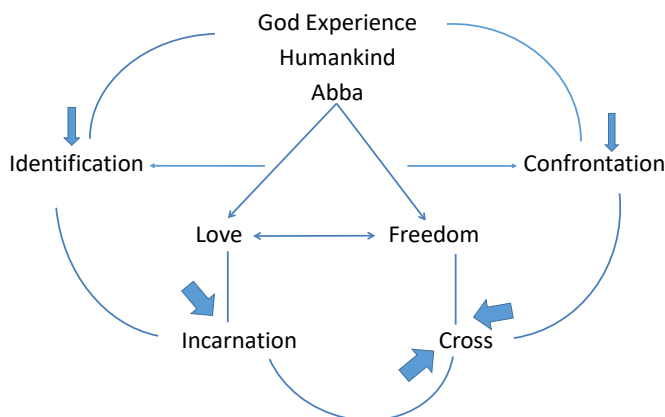 God Experience
Humankind
Abba
Identification
Confrontation
Love
Freedom
Incarnation
Cross